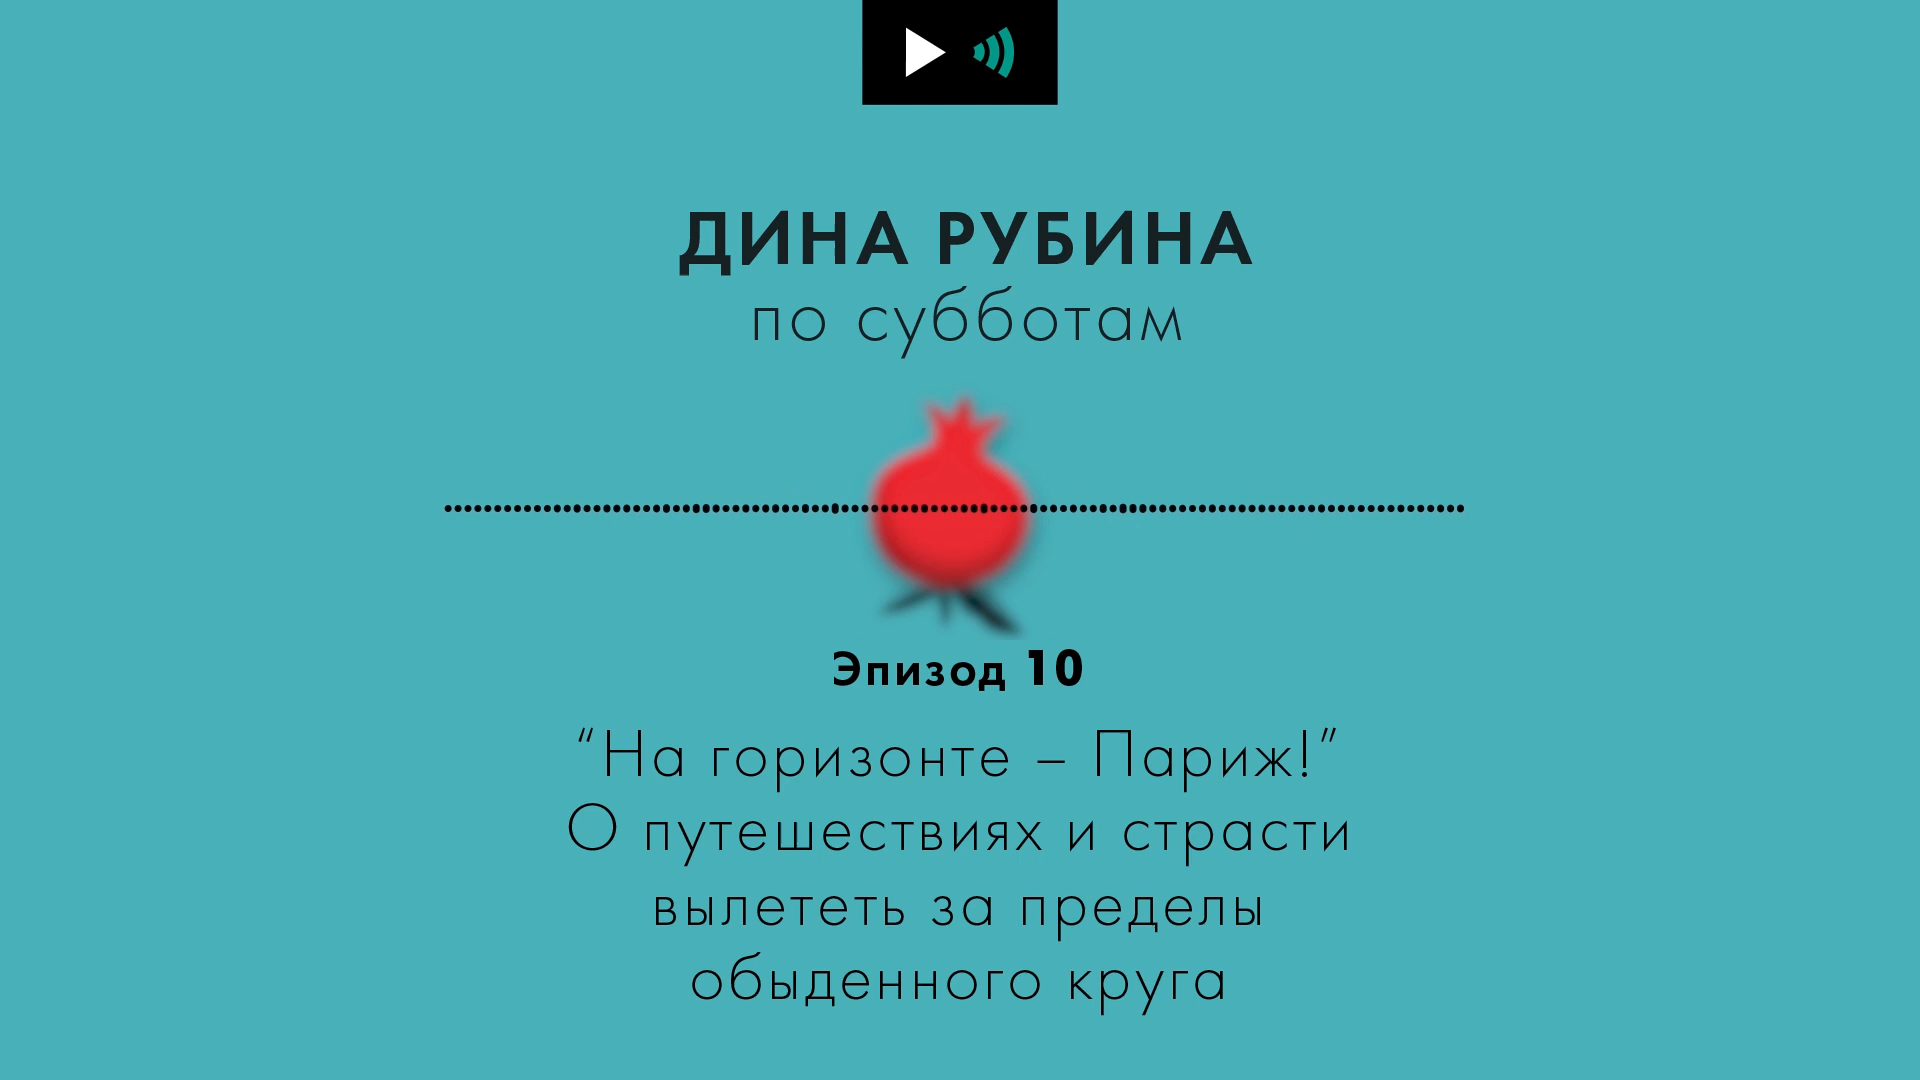 ДИНА РУБИНА
по субботам
Эпизод 10
“На горизонте – Париж!”
О путешествиях и страсти
вылететь за пределы
обыденного круга